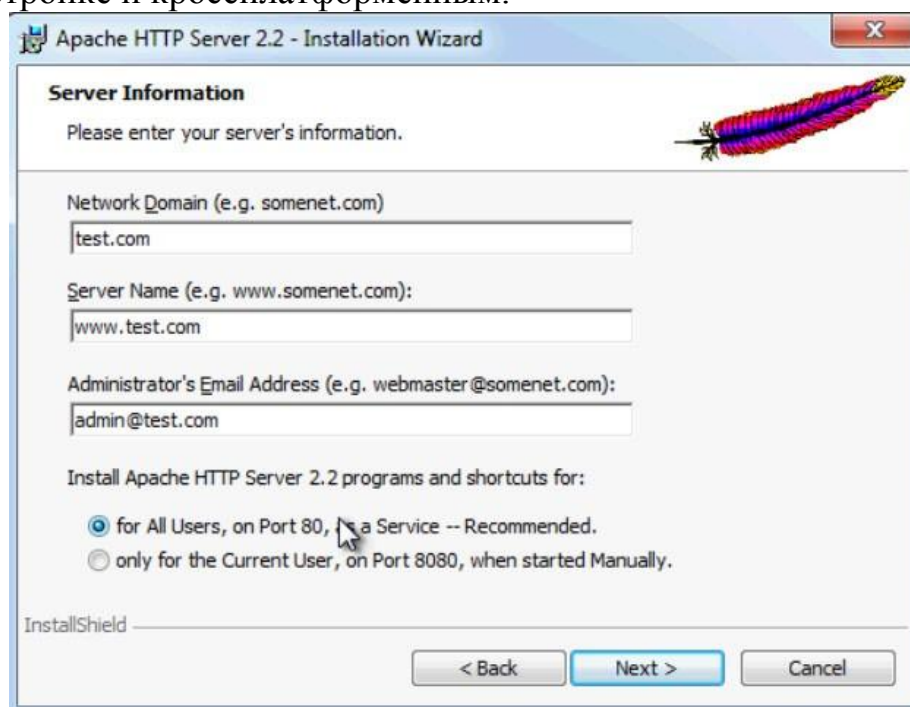 и кроссплатформенным.
Apache HTTP Server 2.2 - Installation Wizard
Server Information
Please enter your server's information.
Network Domain (e.g. somenet.com)
test.com
Server Name (e.g. www.somenet.com):
www.test.com
Administrator's Email Address (e.g. webmaster@somenet.com):
admin@test.com
Install Apache HTTP Server 2.2 programs and shortcuts for:
for All Users, on Port 80, as a Service -- Recommended.
only for the Current User, on Port 8080, when started Manually.
InstallShield
< Back Next > Cancel